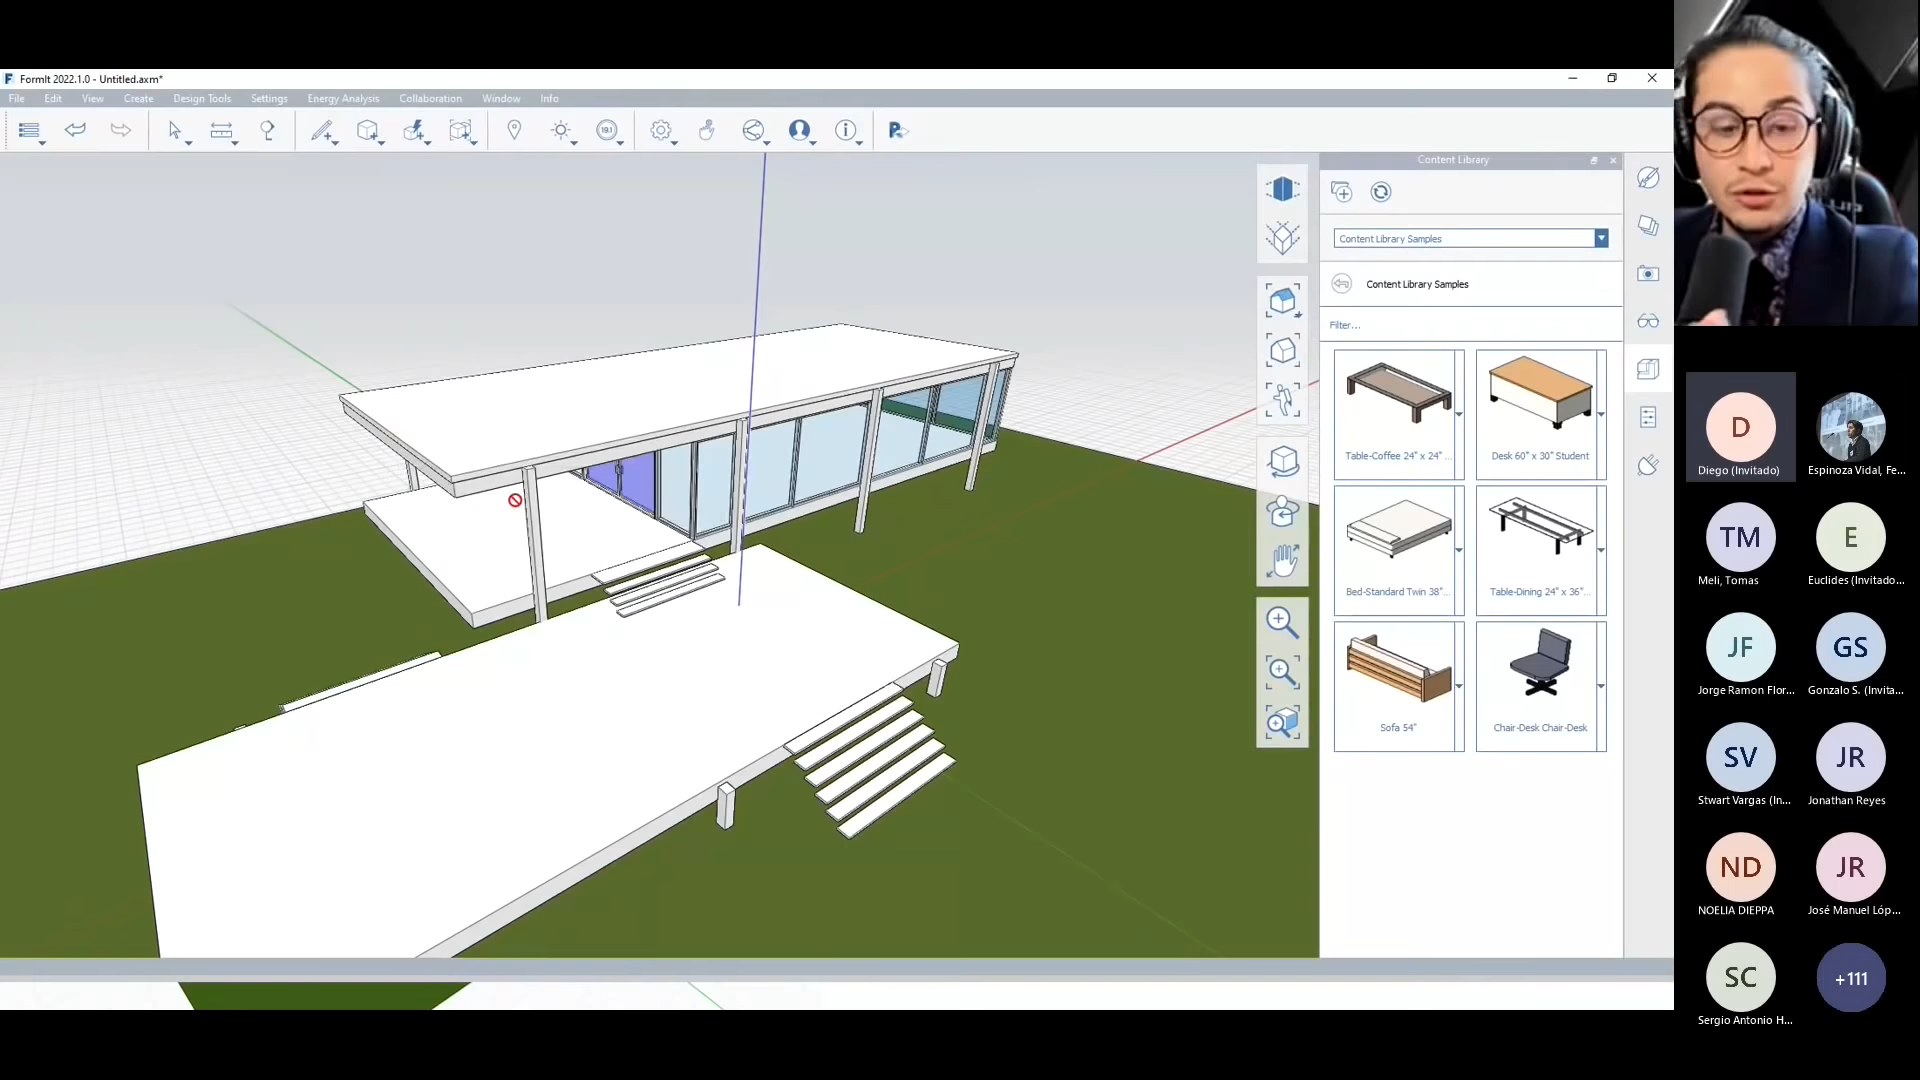 FormIt 2022.1.0 - Untitled.axm*
File Edit View Create Design Tools Settings Energy Analysis Collaboration Window Info
19.1
Content Library
Content Library Samples
Content Library Samples
Filter...
Table-Coffee 24" x 24" ...
Desk 60" x 30" Student
Bed-Standard Twin 38"...
Table-Dining 24" x 36"...
Sofa 54"
Chair-Desk Chair-Desk
D
Diego (Invitado)
Espinoza Vidal, Fe...
TM
Meli, Tomas
E
Euclides (Invitado...
JF
Jorge Ramon Flor...
GS
Gonzalo S. (Invita...
SV
Stwart Vargas (In...
JR
Jonathan Reyes
ND
NOELIA DIEPPA
JR
José Manuel Lóp...
SC
Sergio Antonio H...
+111